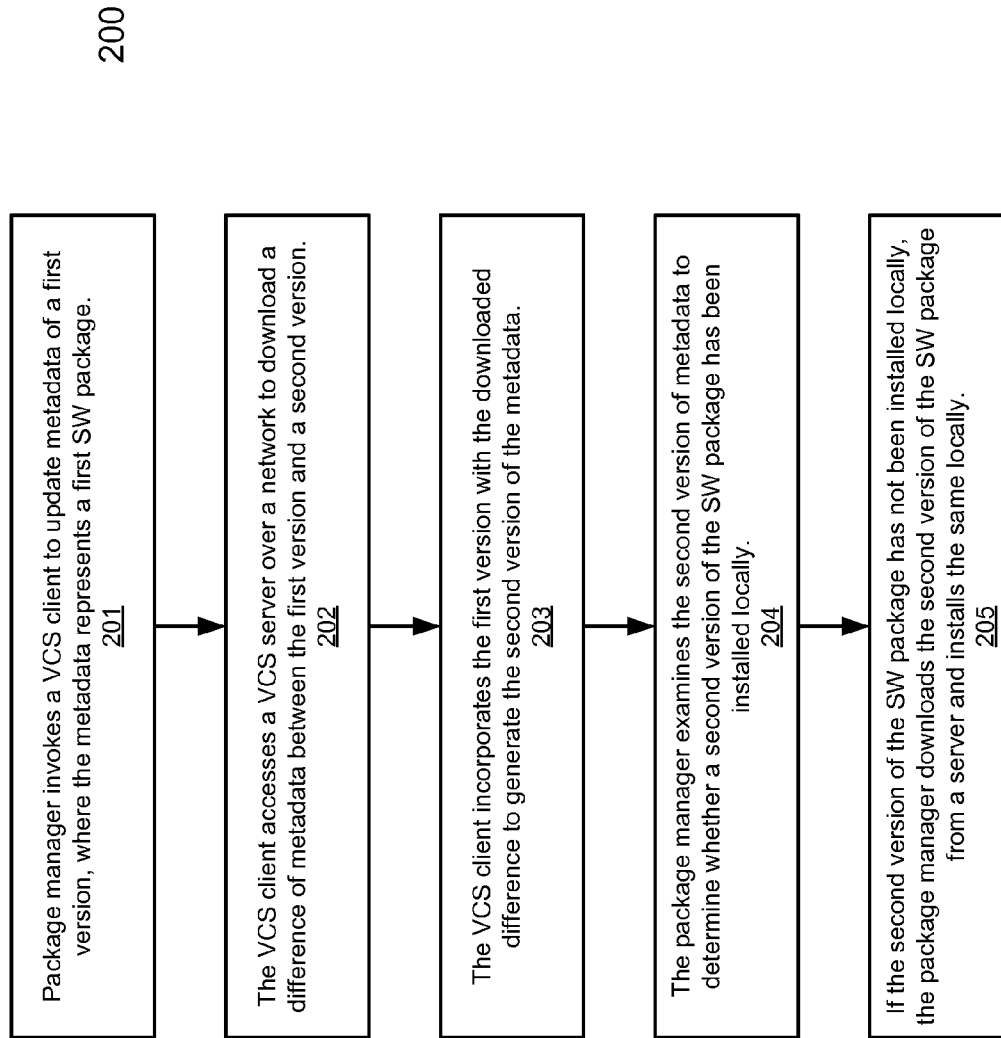 200
Package manager invokes a VCS client to update metadata of a first
version, where the metadata represents a first SW package.
201
The VCS client accesses a VCS server over a network to download a
difference of metadata between the first version and a second version.
202
The VCS client incorporates the first version with the downloaded
difference to generate the second version of the metadata.
203
The package manager examines the second version of metadata to
determine whether a second version of the SW package has been
installed locally.
204
If the second version of the SW package has not been installed locally,
the package manager downloads the second version of the SW package
from a server and installs the same locally.
205